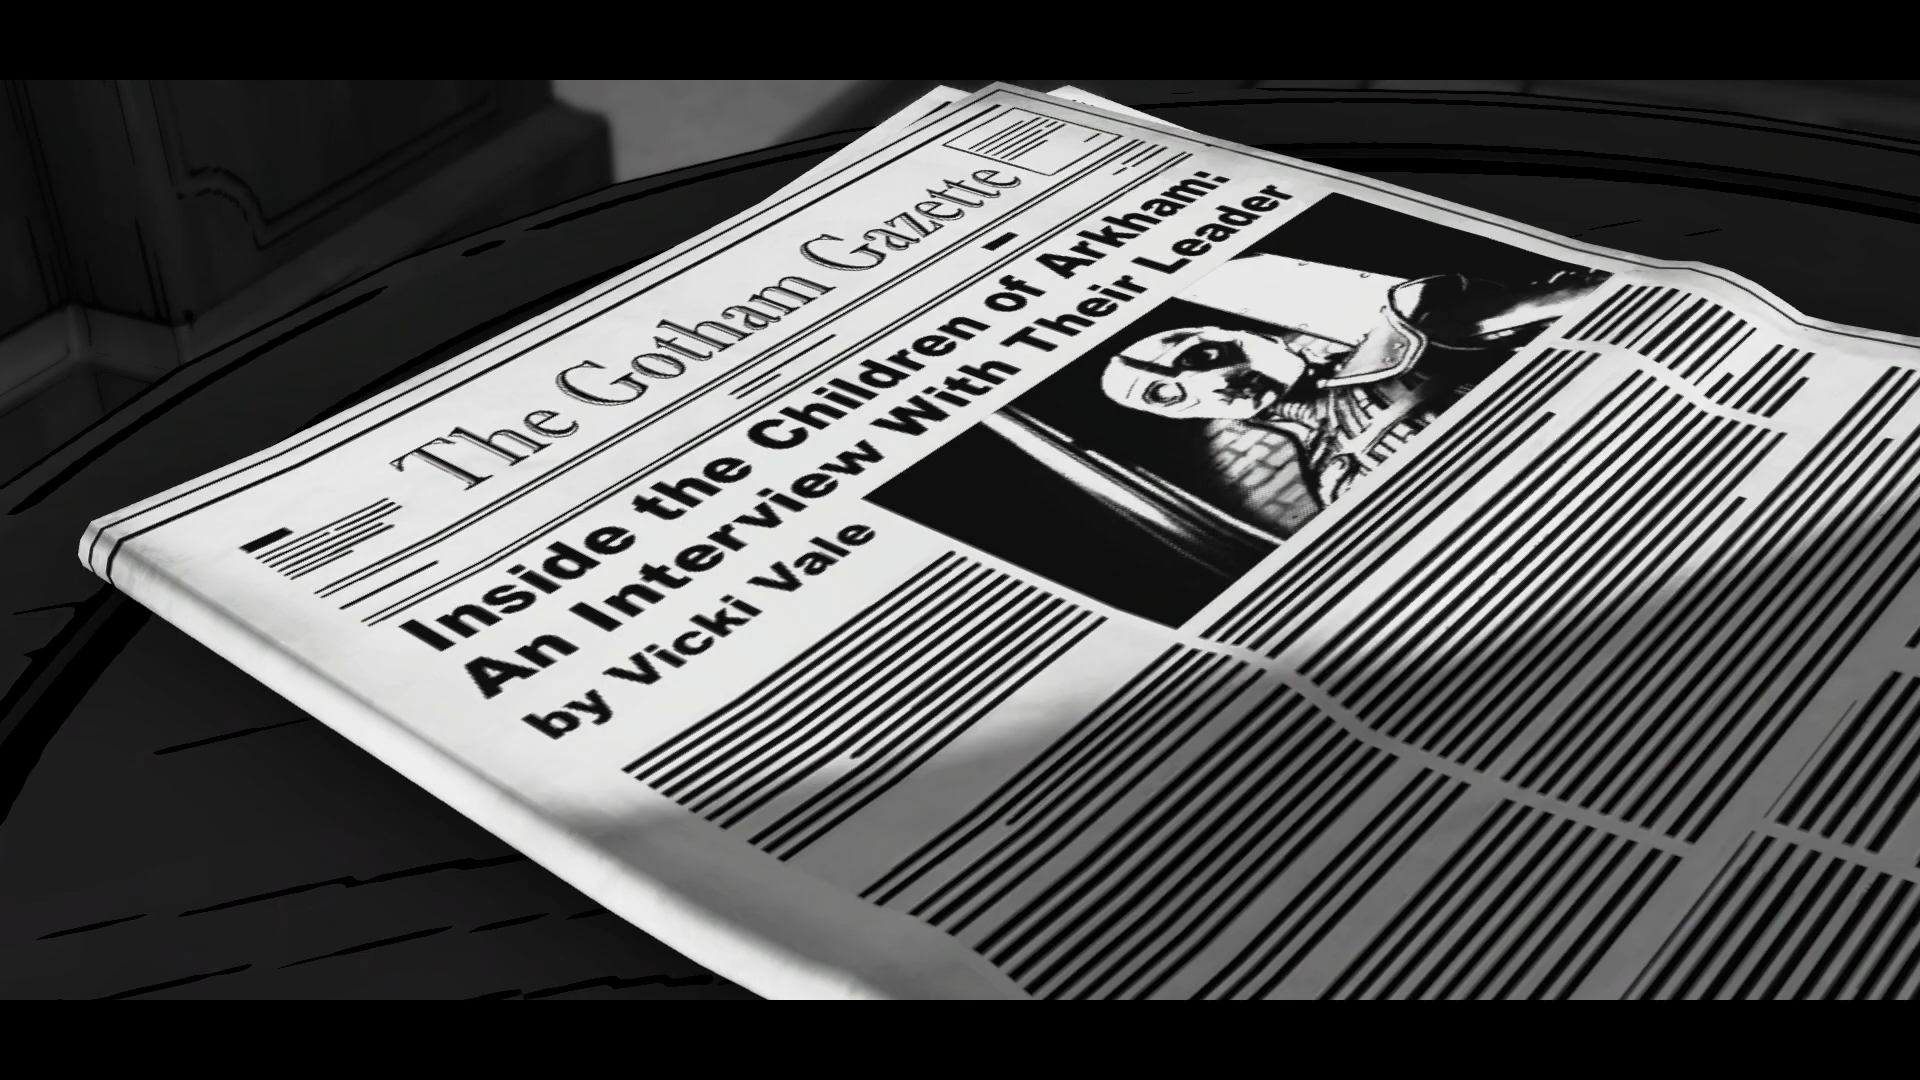 The Gotham Gazette
Inside the Children of Arkham:
An Interview With Their Leader
by Vicki Vale